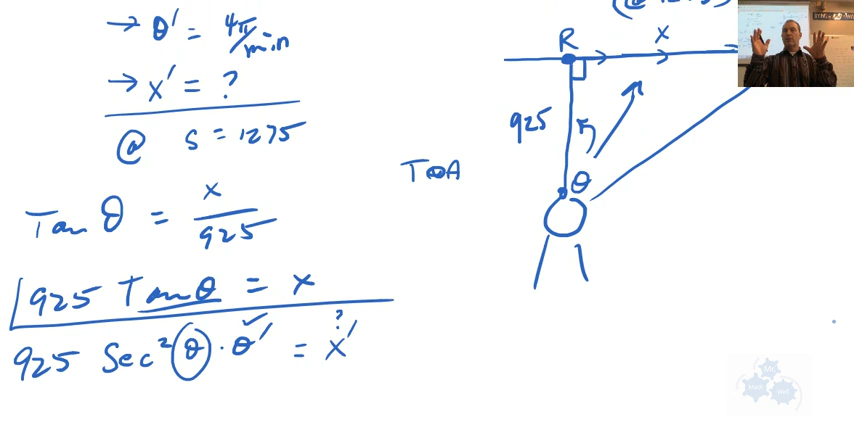 → θ' = 4π/min
→ x' = ?
@ s = 1275
Tan θ = x/925
925 Tan θ = x
925 Sec² θ · θ' = x'
?
R
x
925
θ
TOA